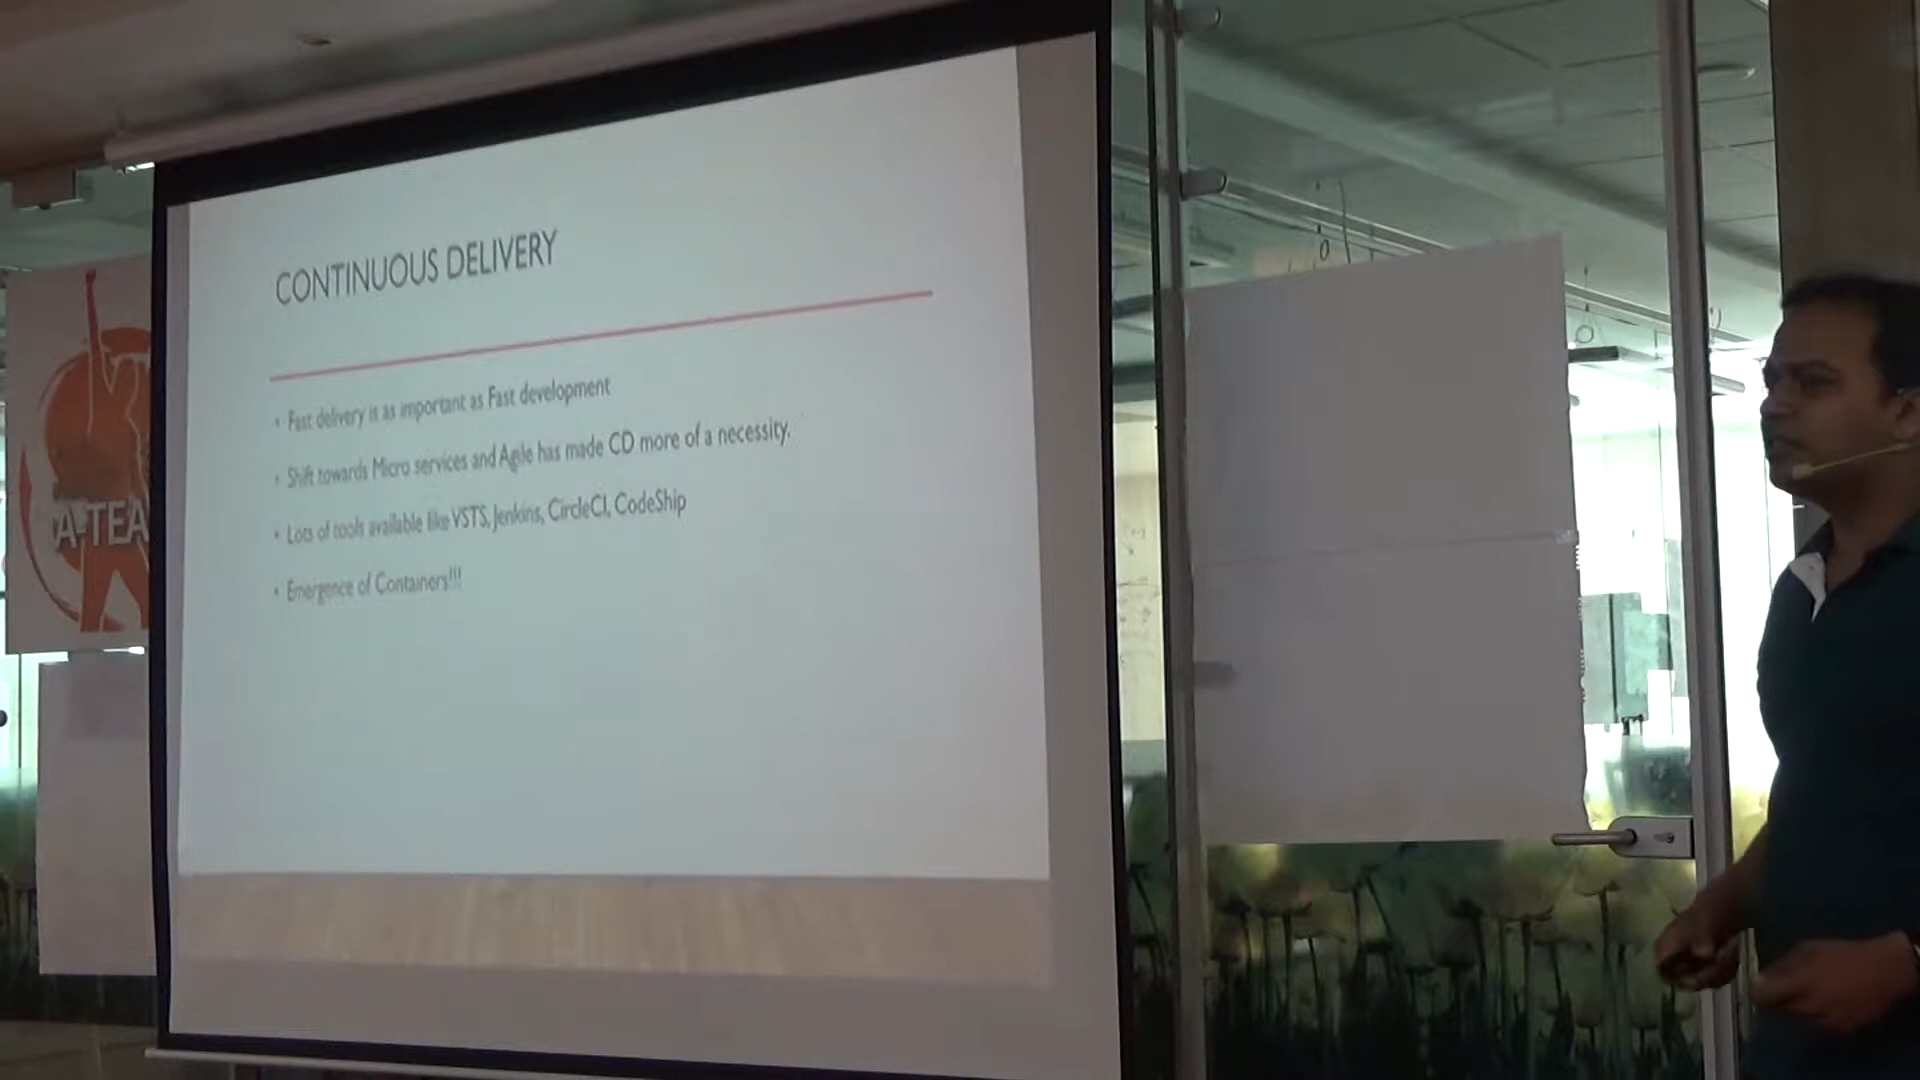 CONTINUOUS DELIVERY
• Fast delivery is as important as Fast development
• Shift towards Micro services and Agile has made CD more of a necessity.
• Lots of tools available like VSTS, Jenkins, CircleCI, CodeShip
• Emergence of Containers!!!
A-TEA